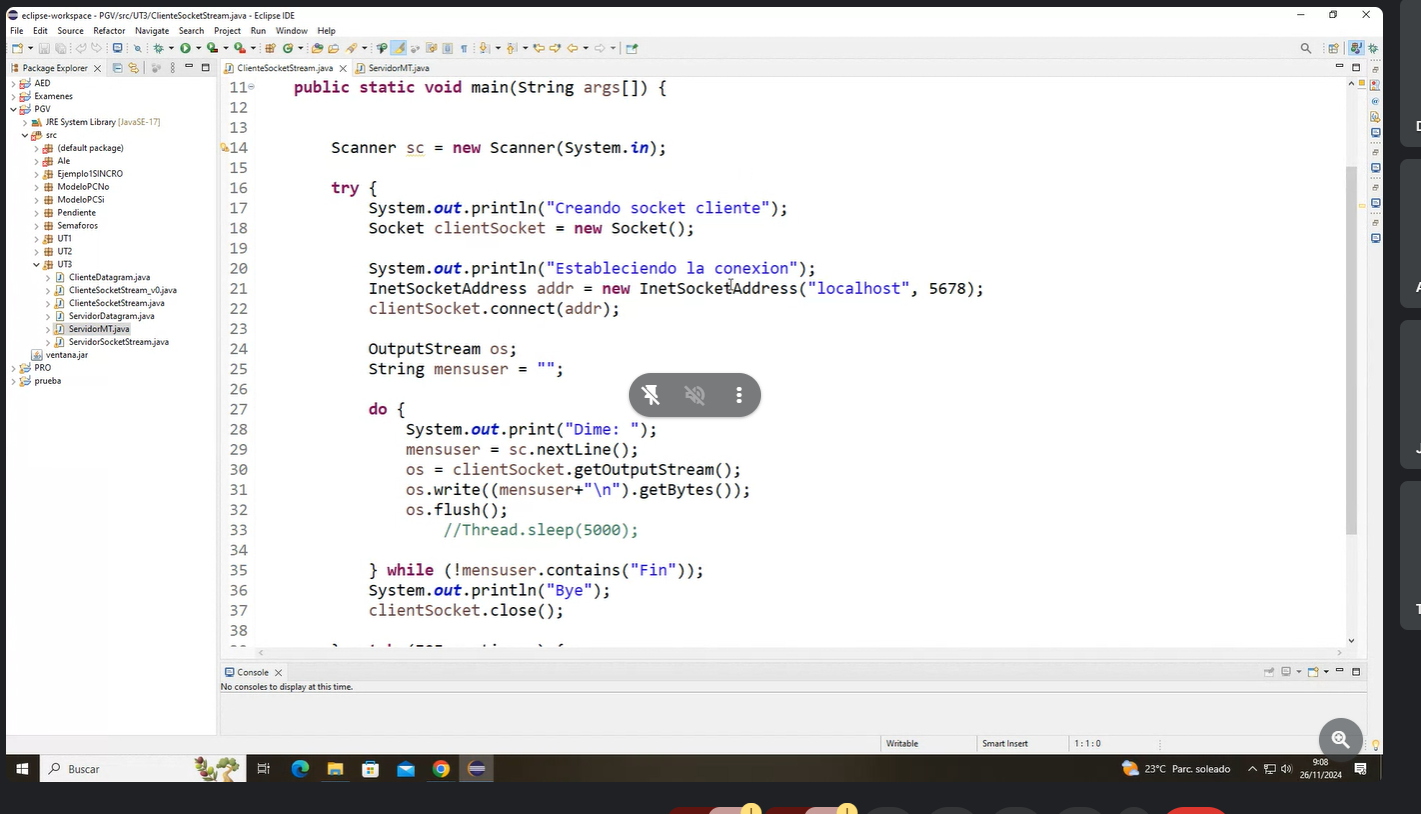 eclipse-workspace - PGV/src/UT3/ClienteSocketStream.java - Eclipse IDE
File Edit Source Refactor Navigate Search Project Run Window Help
Package Explorer
AED
Examenes
PGV
JRE System Library [JavaSE-17]
src
(default package)
Ale
Ejemplo1SINCRO
ModeloPCNo
ModeloPCSi
Pendiente
Semaforos
UT1
UT2
UT3
ClienteDatagram.java
ClienteSocketStream_v0.java
ClienteSocketStream.java
ServidorDatagram.java
ServidorMT.java
ServidorSocketStream.java
ventana.jar
PRO
prueba
ClienteSocketStream.java ServidorMT.java
11 public static void main(String args[]) {
12
13
14 Scanner sc = new Scanner(System.in);
15
16 try {
17 System.out.println("Creando socket cliente");
18 Socket clientSocket = new Socket();
19
20 System.out.println("Estableciendo la conexion");
21 InetSocketAddress addr = new InetSocketAddress("localhost", 5678);
22 clientSocket.connect(addr);
23
24 OutputStream os;
25 String mensuser = "";
26
27 do {
28 System.out.print("Dime: ");
29 mensuser = sc.nextLine();
30 os = clientSocket.getOutputStream();
31 os.write((mensuser+"\n").getBytes());
32 os.flush();
33 //Thread.sleep(5000);
34
35 } while (!mensuser.contains("Fin"));
36 System.out.println("Bye");
37 clientSocket.close();
38
Console
No consoles to display at this time.
Writable Smart Insert 1 : 1 : 0
Buscar
23°C Parc. soleado
9:08
26/11/2024